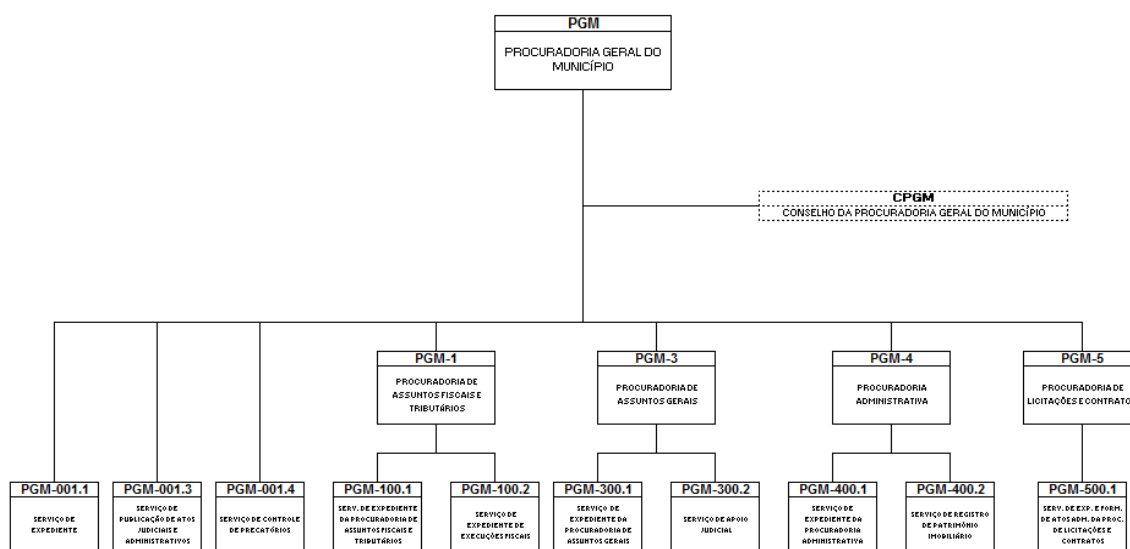 PGM
PROCURADORIA GERAL DO
MUNICÍPIO
CPGM
CONSELHO DA PROCURADORIA GERAL DO MUNICÍPIO
PGM-1
PROCURADORIA DE
ASSUNTOS FISCAIS E
TRIBUTÁRIOS
PGM-3
PROCURADORIA DE
ASSUNTOS GERAIS
PGM-4
PROCURADORIA
ADMINISTRATIVA
PGM-5
PROCURADORIA DE
LICITAÇÕES E CONTRATO
PGM-001.1
SERVIÇO DE
EXPEDIENTE
PGM-001.3
SERVIÇO DE
PUBLICAÇÃO DE ATOS
JUDICIAIS E
ADMINISTRATIVOS
PGM-001.4
SERVIÇO DE CONTROLE
DE PRECATÓRIOS
PGM-100.1
SERV. DE EXPEDIENTE
DA PROCURADORIA DE
ASSUNTOS FISCAIS E
TRIBUTÁRIOS
PGM-100.2
SERVIÇO DE
EXPEDIENTE DE
EXECUÇÕES FISCAIS
PGM-300.1
SERVIÇO DE
EXPEDIENTE DA
PROCURADORIA DE
ASSUNTOS GERAIS
PGM-300.2
SERVIÇO DE APOIO
JUDICIAL
PGM-400.1
SERVIÇO DE
EXPEDIENTE DA
PROCURADORIA
ADMINISTRATIVA
PGM-400.2
SERVIÇO DE REGISTRO
DE PATRIMÔNIO
IMOBILIÁRIO
PGM-500.1
SERV. DE EXP. E FORM.
DE ATOS ADM. DA PROC.
DE LICITAÇÕES E
CONTRATOS